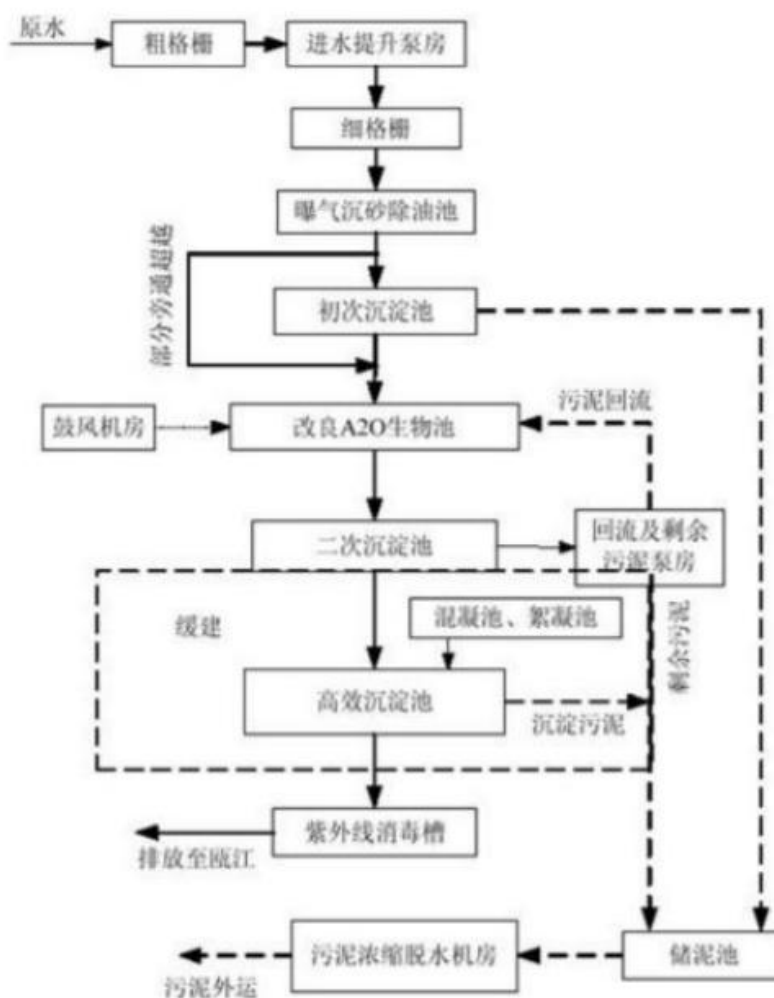 原水
粗格栅
进水提升泵房
细格栅
曝气沉砂除油池
部分旁通超越
初次沉淀池
污泥回流
鼓风机房
改良A2O生物池
二次沉淀池
回流及剩余
污泥泵房
缓建
混凝池、絮凝池
剩余污泥
高效沉淀池
沉淀污泥
紫外线消毒槽
排放至瓯江
污泥浓缩脱水机房
储泥池
污泥外运